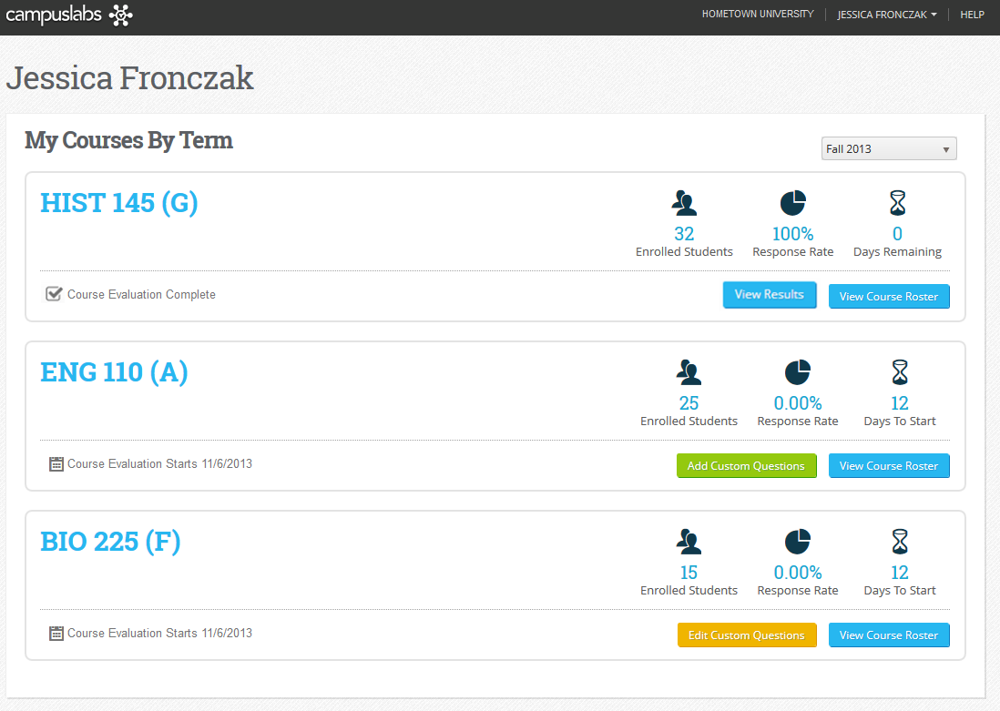 campuslabs
HOMETOWN UNIVERSITY JESSICA FRONCZAK HELP
Jessica Fronczak
My Courses By Term
Fall 2013
HIST 145 (G)
32 100% 0
Enrolled Students Response Rate Days Remaining
Course Evaluation Complete View Results View Course Roster
ENG 110 (A)
25 0.00% 12
Enrolled Students Response Rate Days To Start
Course Evaluation Starts 11/6/2013 Add Custom Questions View Course Roster
BIO 225 (F)
15 0.00% 12
Enrolled Students Response Rate Days To Start
Course Evaluation Starts 11/6/2013 Edit Custom Questions View Course Roster